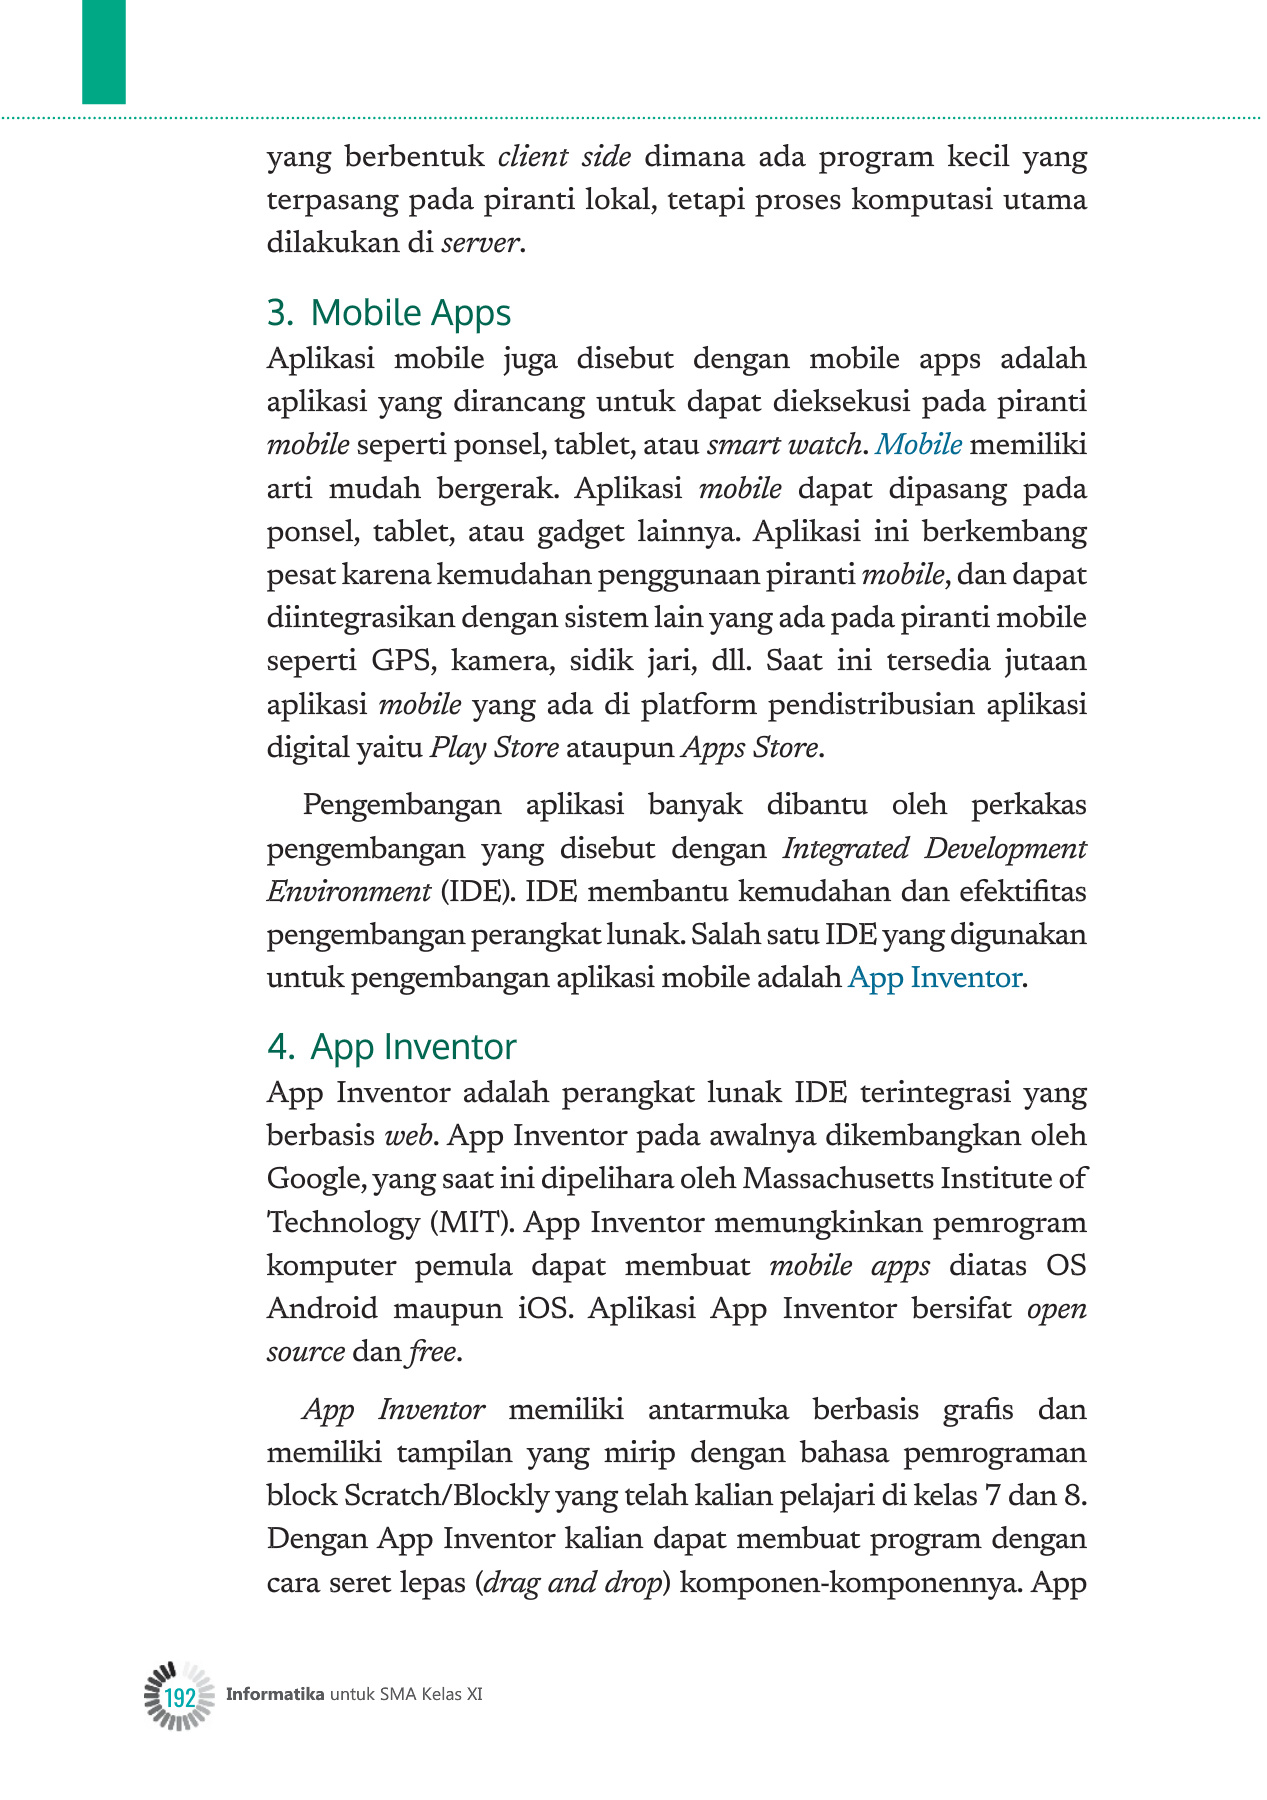 yang berbentuk client side dimana ada program kecil yang
terpasang pada piranti lokal, tetapi proses komputasi utama
dilakukan di server.
3. Mobile Apps
Aplikasi mobile juga disebut dengan mobile apps adalah
aplikasi yang dirancang untuk dapat dieksekusi pada piranti
mobile seperti ponsel, tablet, atau smart watch. Mobile memiliki
arti mudah bergerak. Aplikasi mobile dapat dipasang pada
ponsel, tablet, atau gadget lainnya. Aplikasi ini berkembang
pesat karena kemudahan penggunaan piranti mobile, dan dapat
diintegrasikan dengan sistem lain yang ada pada piranti mobile
seperti GPS, kamera, sidik jari, dll. Saat ini tersedia jutaan
aplikasi mobile yang ada di platform pendistribusian aplikasi
digital yaitu Play Store ataupun Apps Store.
Pengembangan aplikasi banyak dibantu oleh perkakas
pengembangan yang disebut dengan Integrated Development
Environment (IDE). IDE membantu kemudahan dan efektifitas
pengembangan perangkat lunak. Salah satu IDE yang digunakan
untuk pengembangan aplikasi mobile adalah App Inventor.
4. App Inventor
App Inventor adalah perangkat lunak IDE terintegrasi yang
berbasis web. App Inventor pada awalnya dikembangkan oleh
Google, yang saat ini dipelihara oleh Massachusetts Institute of
Technology (MIT). App Inventor memungkinkan pemrogram
komputer pemula dapat membuat mobile apps diatas OS
Android maupun iOS. Aplikasi App Inventor bersifat open
source dan free.
App Inventor memiliki antarmuka berbasis grafis dan
memiliki tampilan yang mirip dengan bahasa pemrograman
block Scratch/Blockly yang telah kalian pelajari di kelas 7 dan 8.
Dengan App Inventor kalian dapat membuat program dengan
cara seret lepas (drag and drop) komponen-komponennya. App
192 Informatika untuk SMA Kelas XI